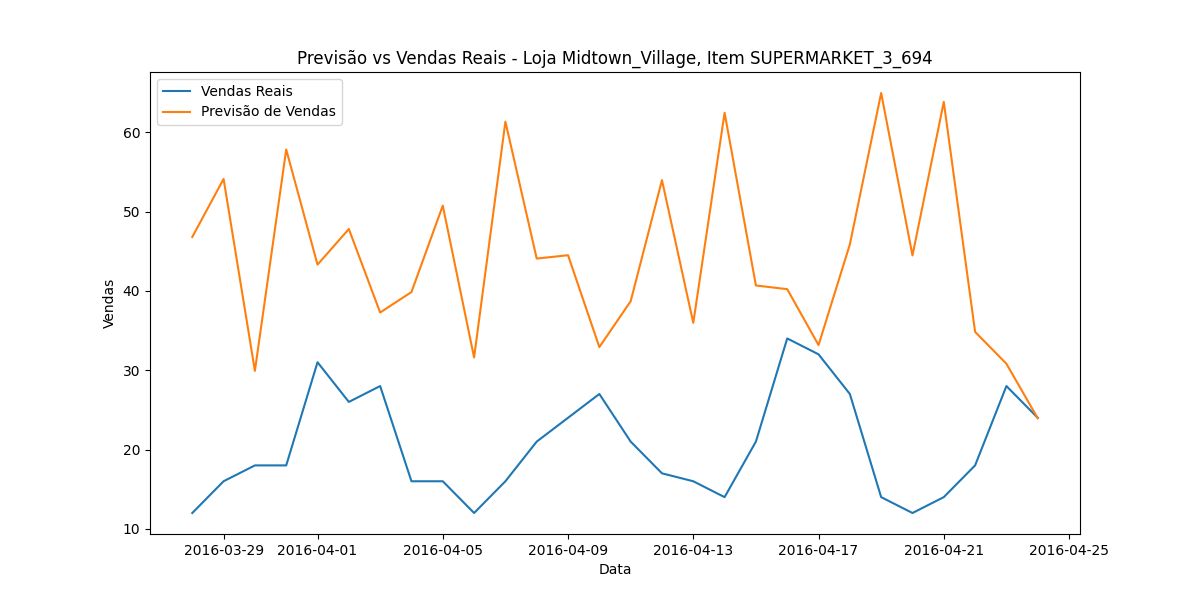 Previsão vs Vendas Reais - Loja Midtown_Village, Item SUPERMARKET_3_694
Vendas Reais
Previsão de Vendas
Vendas
60
50
40
30
20
10
2016-03-29 2016-04-01 2016-04-05 2016-04-09 2016-04-13 2016-04-17 2016-04-21 2016-04-25
Data